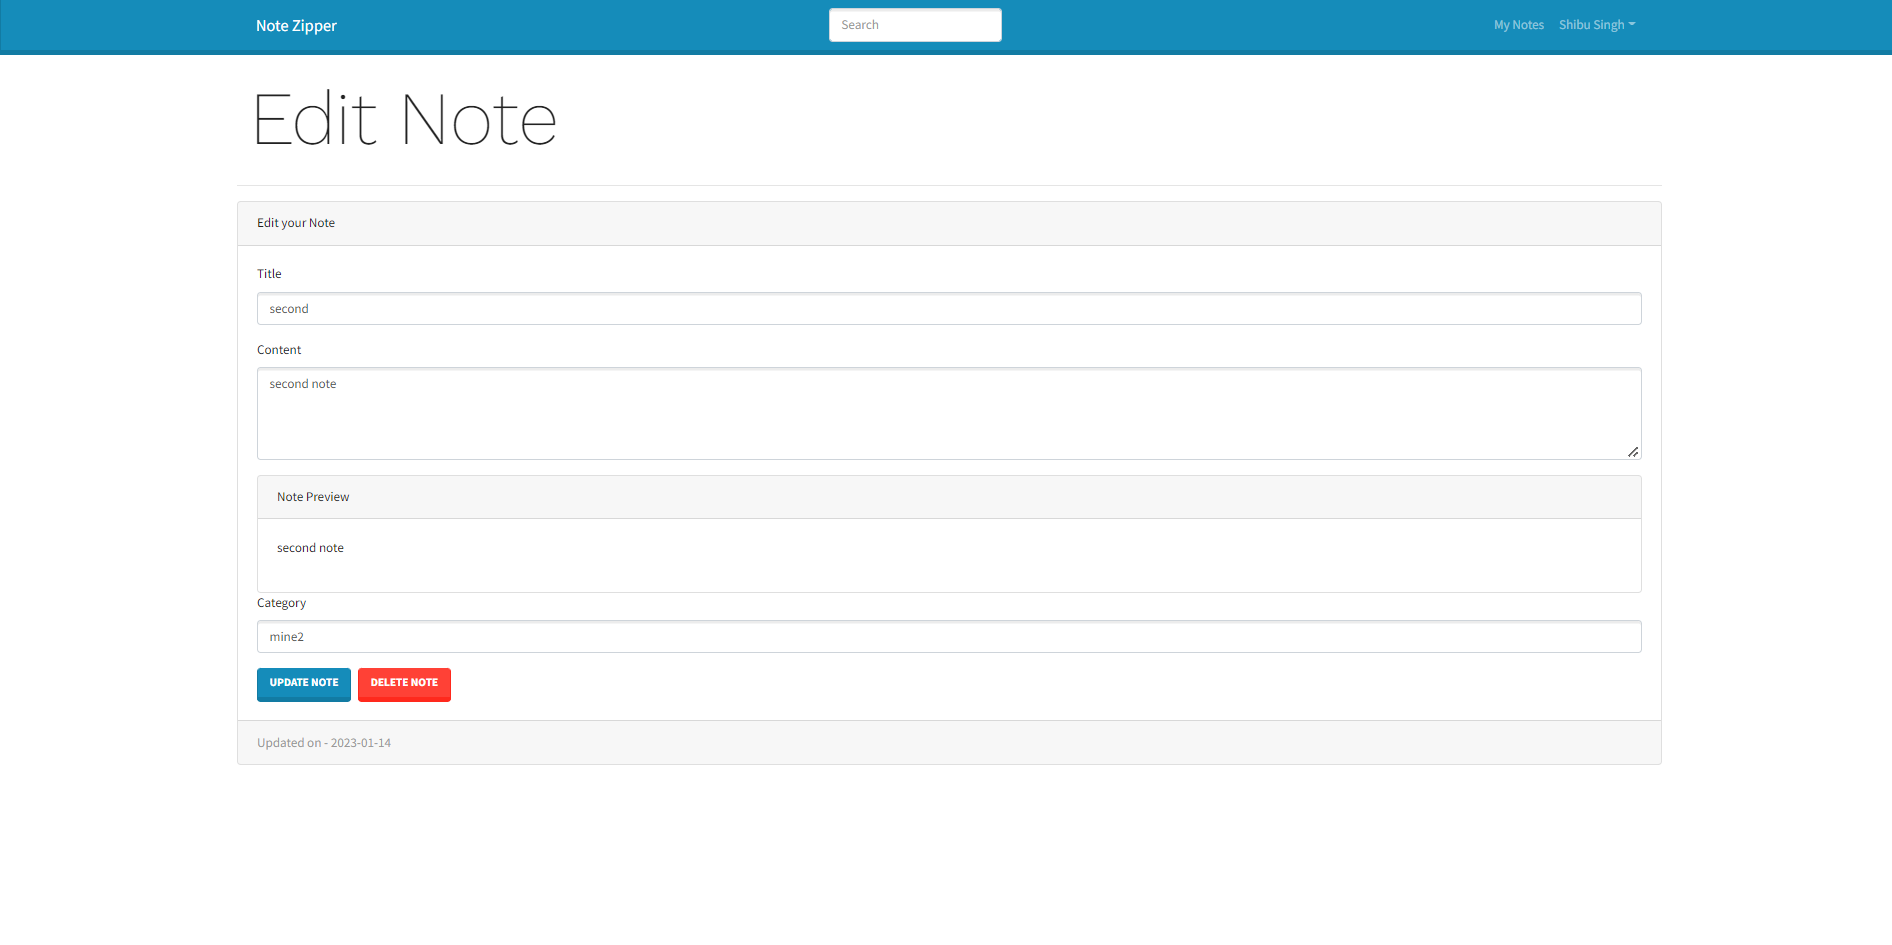 Note Zipper
Search
My Notes
Shibu Singh
Edit Note
Edit your Note
Title
second
Content
second note
Note Preview
second note
Category
mine2
UPDATE NOTE
DELETE NOTE
Updated on - 2023-01-14